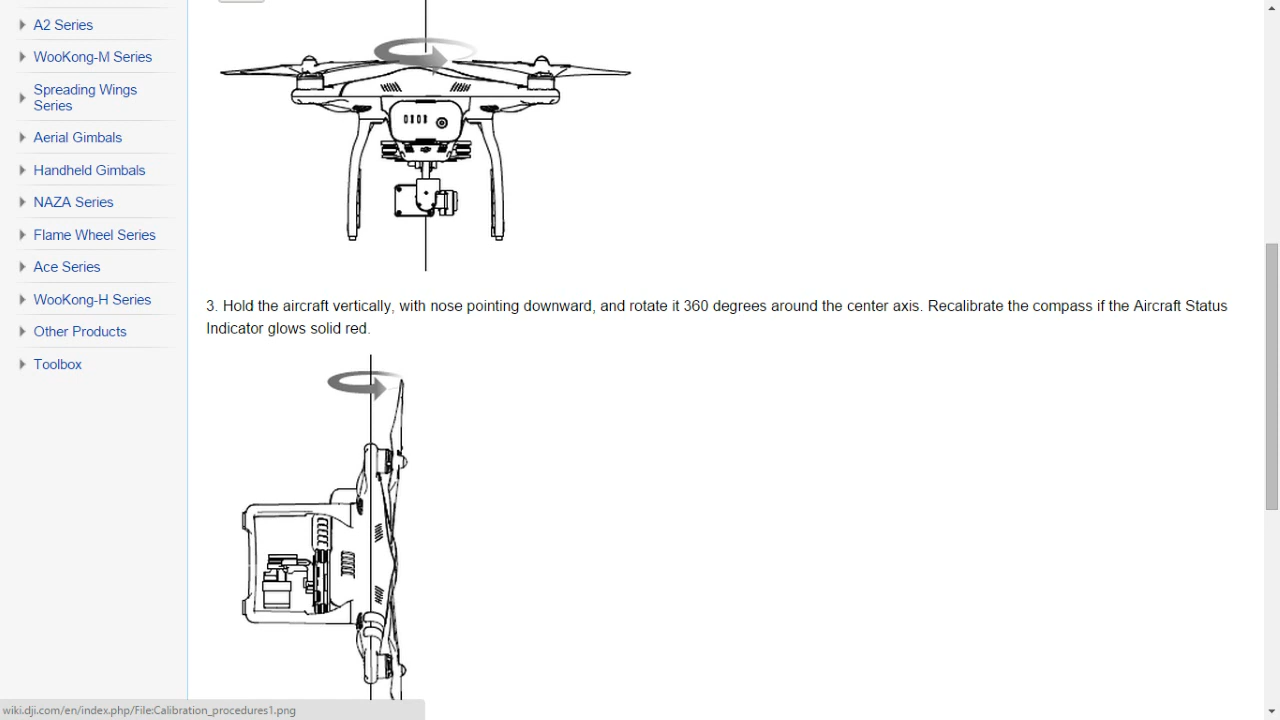 A2 Series
WooKong-M Series
Spreading Wings
Series
Aerial Gimbals
Handheld Gimbals
NAZA Series
Flame Wheel Series
Ace Series
WooKong-H Series
Other Products
Toolbox
3. Hold the aircraft vertically, with nose pointing downward, and rotate it 360 degrees around the center axis. Recalibrate the compass if the Aircraft Status
Indicator glows solid red.
wiki.dji.com/en/index.php/File:Calibration_procedures1.png